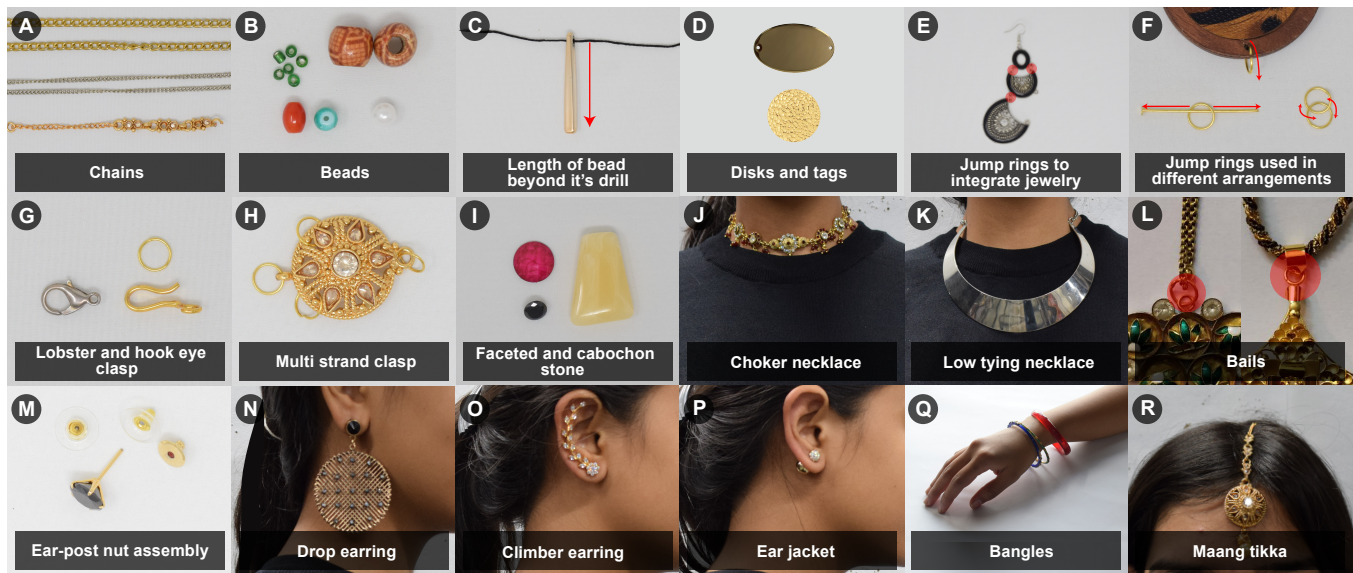 A
Chains
B
Beads
C
Length of bead
beyond it's drill
D
Disks and tags
E
Jump rings to
integrate jewelry
F
Jump rings used in
different arrangements
G
Lobster and hook eye
clasp
H
Multi strand clasp
I
Faceted and cabochon
stone
J
Choker necklace
K
Low tying necklace
L
Bails
M
Ear-post nut assembly
N
Drop earring
O
Climber earring
P
Ear jacket
Q
Bangles
R
Maang tikka